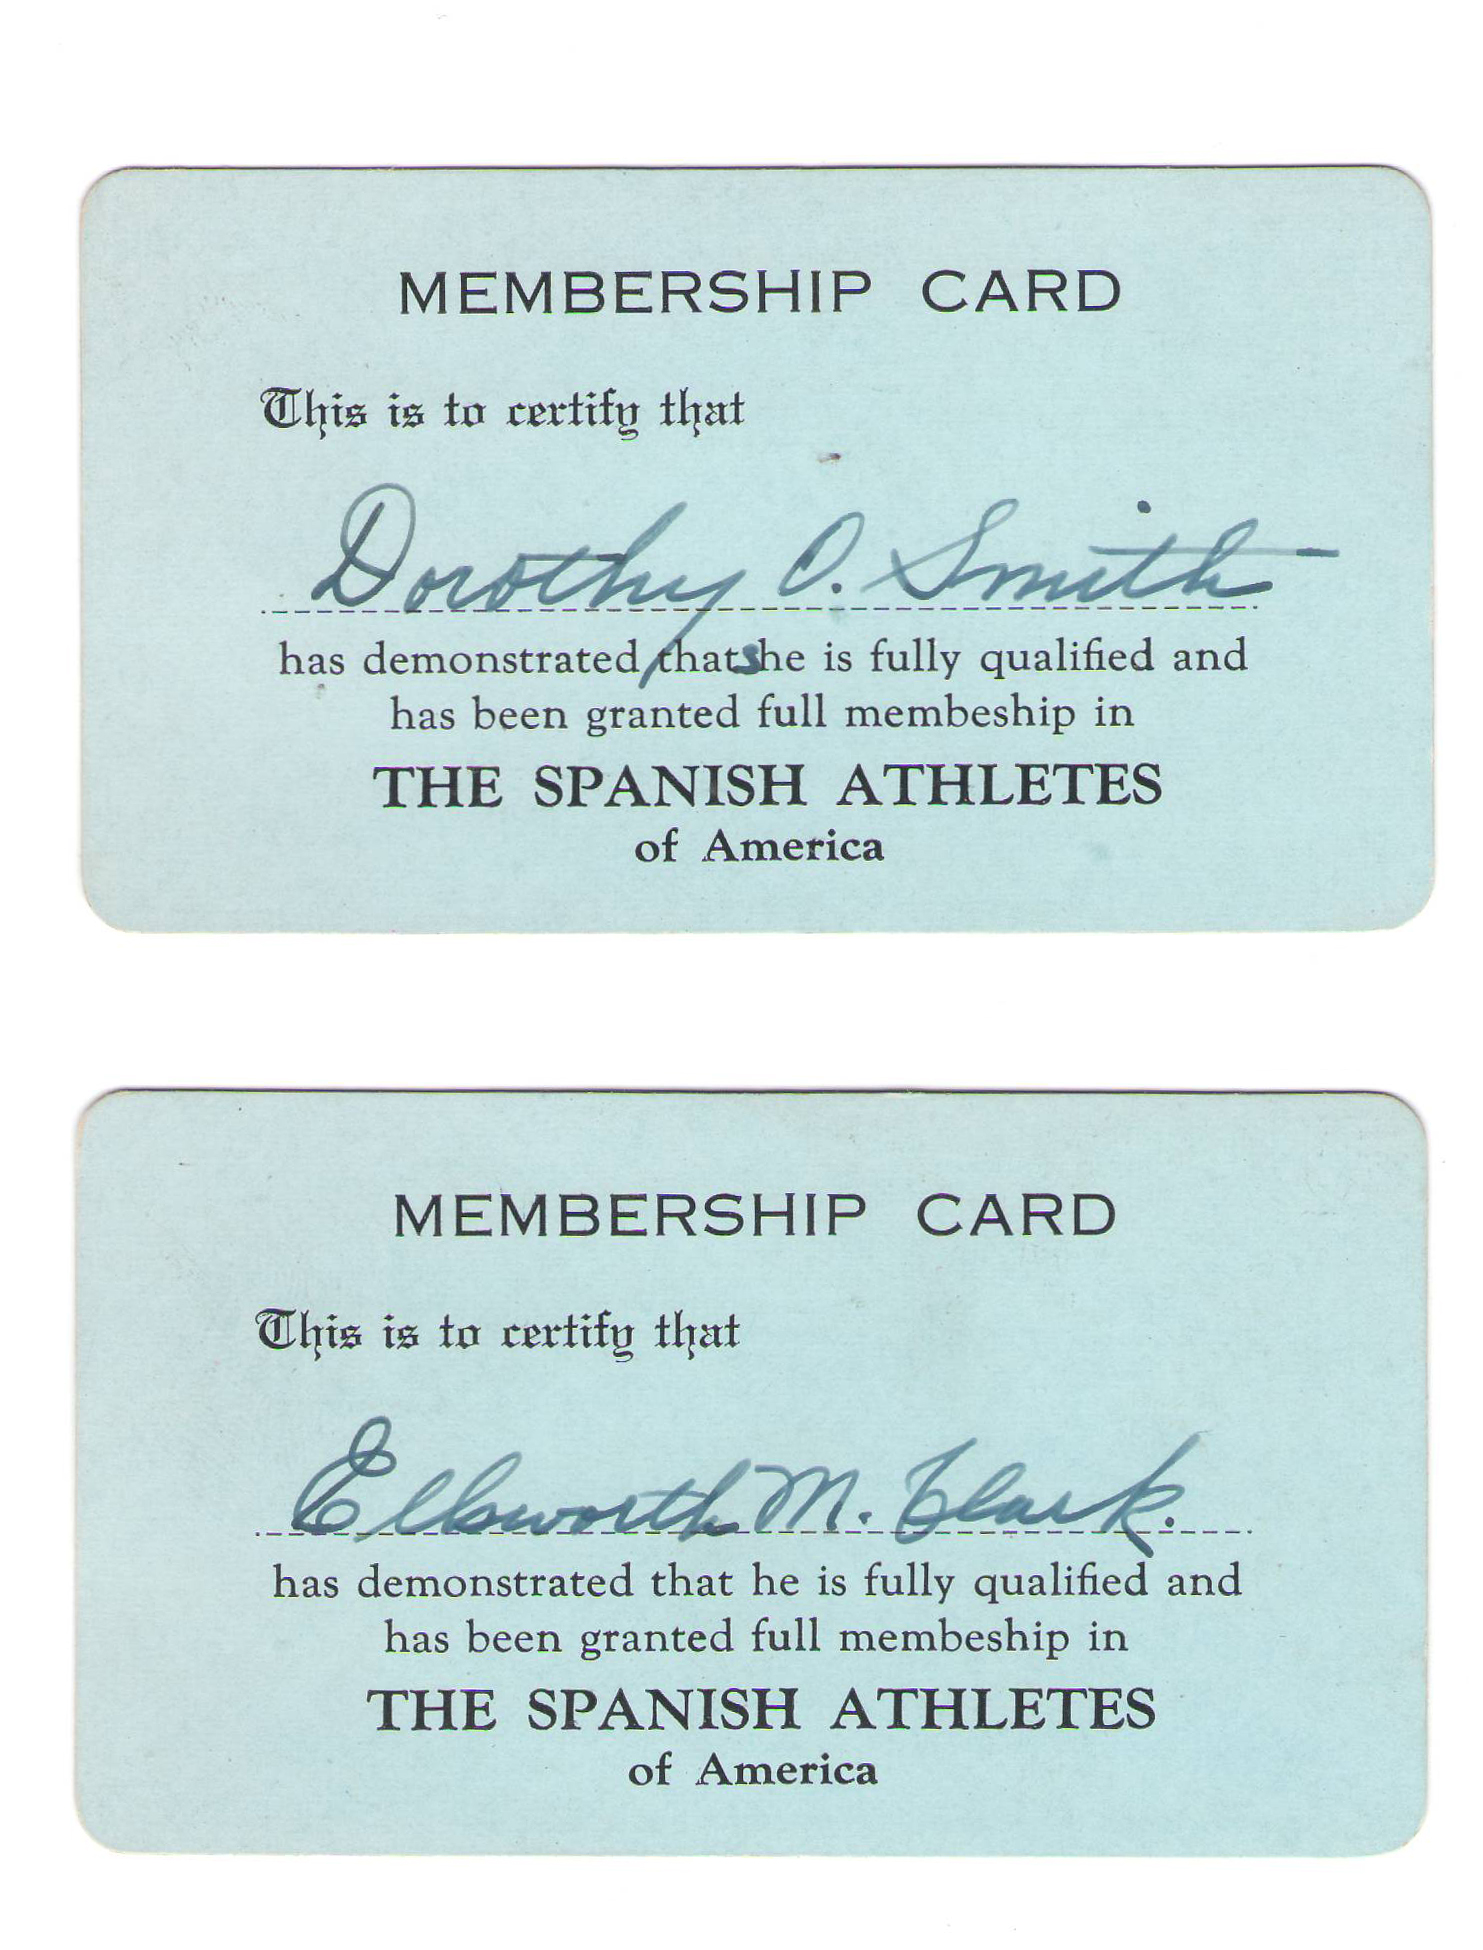 MEMBERSHIP CARD
This is to certify that
Dorothy O. Smith
has demonstrated that she is fully qualified and
has been granted full membeship in
THE SPANISH ATHLETES
of America
MEMBERSHIP CARD
This is to certify that
Ellsworth M. Clark.
has demonstrated that he is fully qualified and
has been granted full membeship in
THE SPANISH ATHLETES
of America